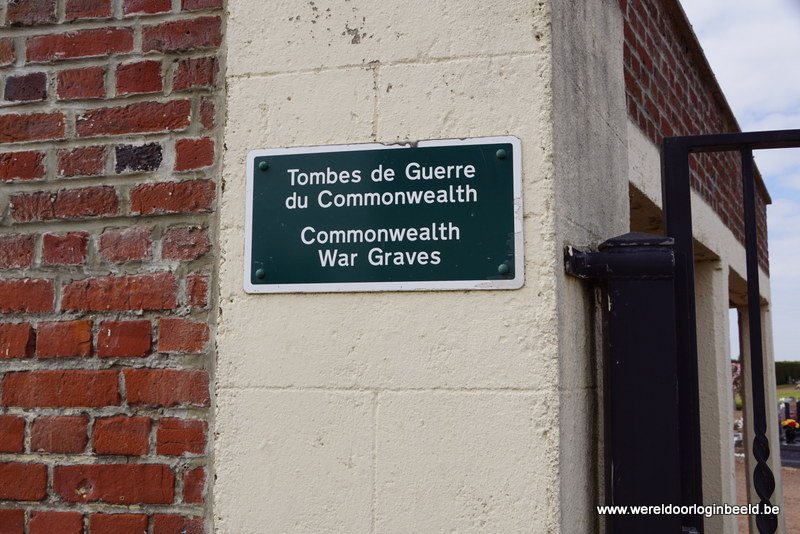 Tombes de Guerre
du Commonwealth
Commonwealth
War Graves
www.wereldoorloginbeeld.be